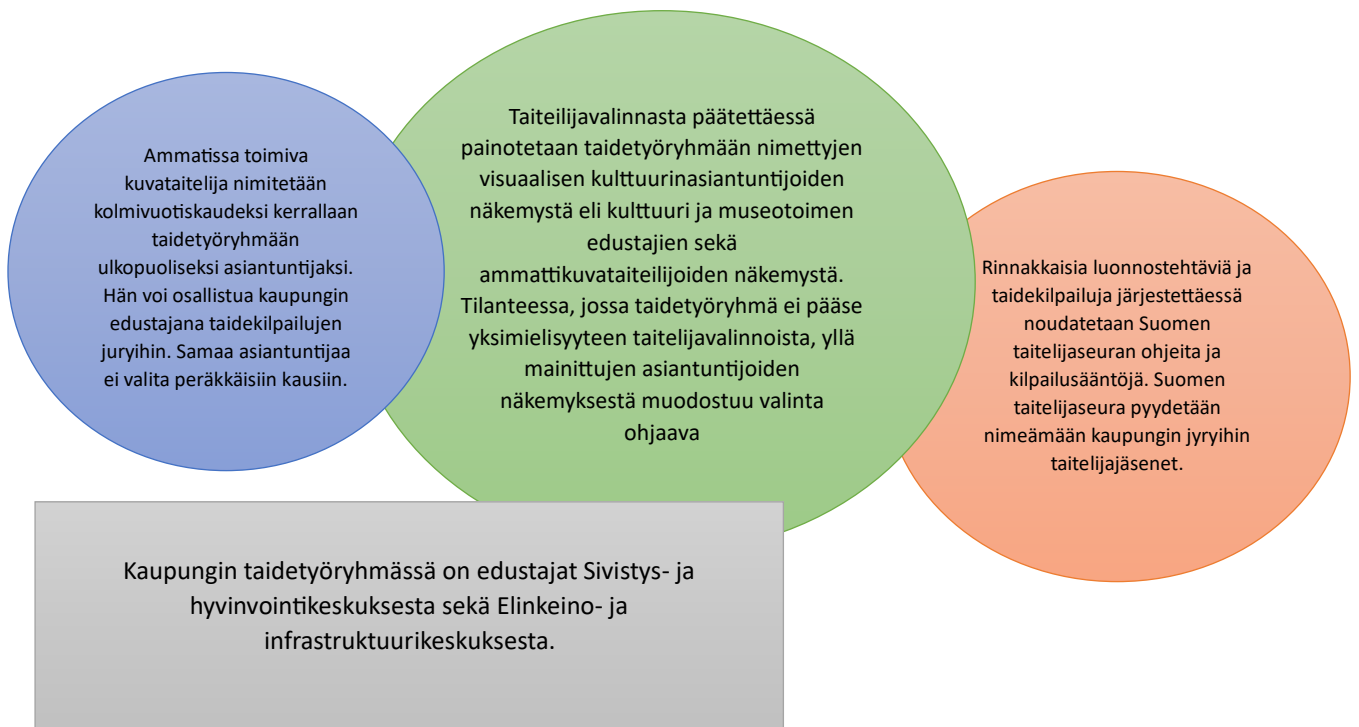 Ammatissa toimiva
kuvataitelija nimitetään
kolmivuotiskaudeksi kerrallaan
taidetyöryhmään
ulkopuoliseksi asiantuntijaksi.
Hän voi osallistua kaupungin
edustajana taidekilpailujen
juryihin. Samaa asiantuntijaa
ei valita peräkkäisiin kausiin.
Taiteilijavalinnasta päätettäessä
painotetaan taidetyöryhmään nimettyjen
visuaalisen kulttuurinasiantuntijoiden
näkemystä eli kulttuuri ja museotoimen
edustajien sekä
ammattikuvataiteilijoiden näkemystä.
Tilanteessa, jossa taidetyöryhmä ei pääse
yksimielisyyteen taitelijavalinnoista, yllä
mainittujen asiantuntijoiden
näkemyksestä muodostuu valinta
ohjaava
Rinnakkaisia luonnostehtäviä ja
taidekilpailuja järjestettäessä
noudatetaan Suomen
taitelijaseuran ohjeita ja
kilpailusääntöjä. Suomen
taitelijaseura pyydetään
nimeämään kaupungin jyryihin
taitelijajäsenet.
Kaupungin taidetyöryhmässä on edustajat Sivistys- ja
hyvinvointikeskuksesta sekä Elinkeino- ja
infrastruktuurikeskuksesta.